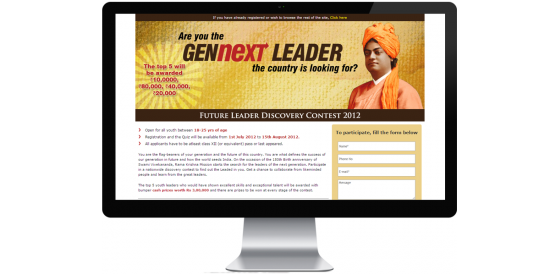 If you have already registered or wish to browse the rest of the site, Click here
Are you the
GENNEXT LEADER
the country is looking for?
The top 5 will
be awarded
10,0000,
80,000, 40,000,
20,000
FUTURE LEADER DISCOVERY CONTEST 2012
Open for all youth between 18-25 yrs of age
Registration and the Quiz will be available from 1st July 2012 to 15th August 2012.
All applicants have to be atleast class XII (or equivalent) pass or last appeared.
You are the flag-bearers of your generation and the future of the country. You are what defines the success of
our generation in future and how the world sees India. On the occasion of the 150th Birth Anniversary of
Swami Vivekananda, Rama Krishna Mission starts the search for the leaders of the next generation. Participate
in a nationwide discovery contest to find out the Leader in you. Get a chance to collaborate with likeminded
people and learn from the great leaders.
The top 5 youth leaders who would have shown excellent skills and exceptional talent will be awarded with
bumper cash prizes worth Rs and there are prizes to be won at every stage of the contest.
To participate, fill the form below
Name*
Phone No
E-mail*
Message